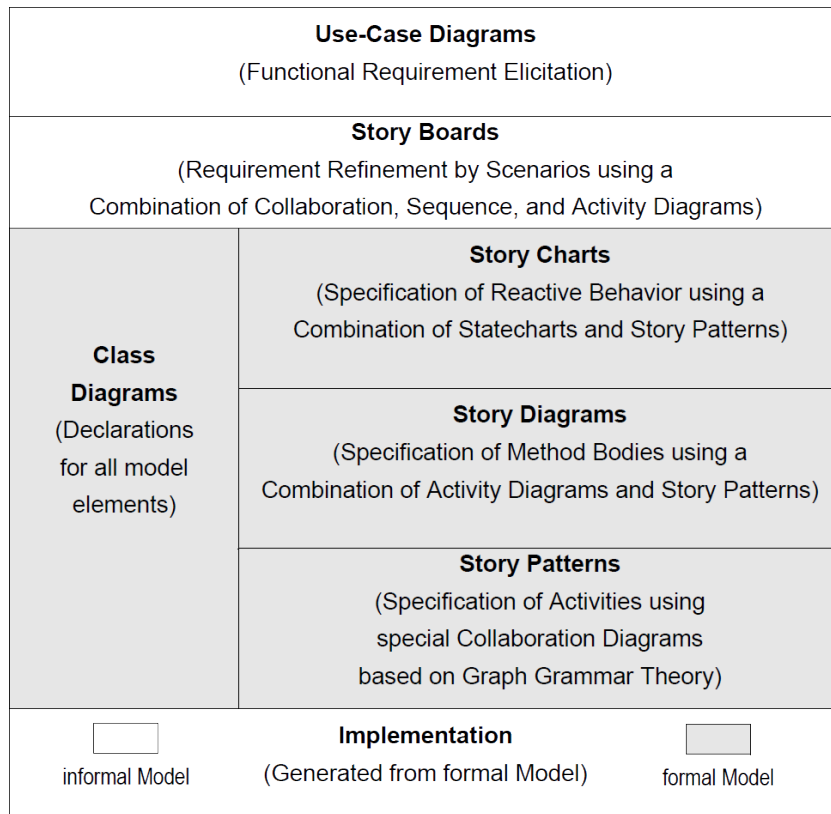 Use-Case Diagrams
(Functional Requirement Elicitation)
Story Boards
(Requirement Refinement by Scenarios using a
Combination of Collaboration, Sequence, and Activity Diagrams)
Class
Diagrams
(Declarations
for all model
elements)
Story Charts
(Specification of Reactive Behavior using a
Combination of Statecharts and Story Patterns)
Story Diagrams
(Specification of Method Bodies using a
Combination of Activity Diagrams and Story Patterns)
Story Patterns
(Specification of Activities using
special Collaboration Diagrams
based on Graph Grammar Theory)
Implementation
(Generated from formal Model)
informal Model
formal Model